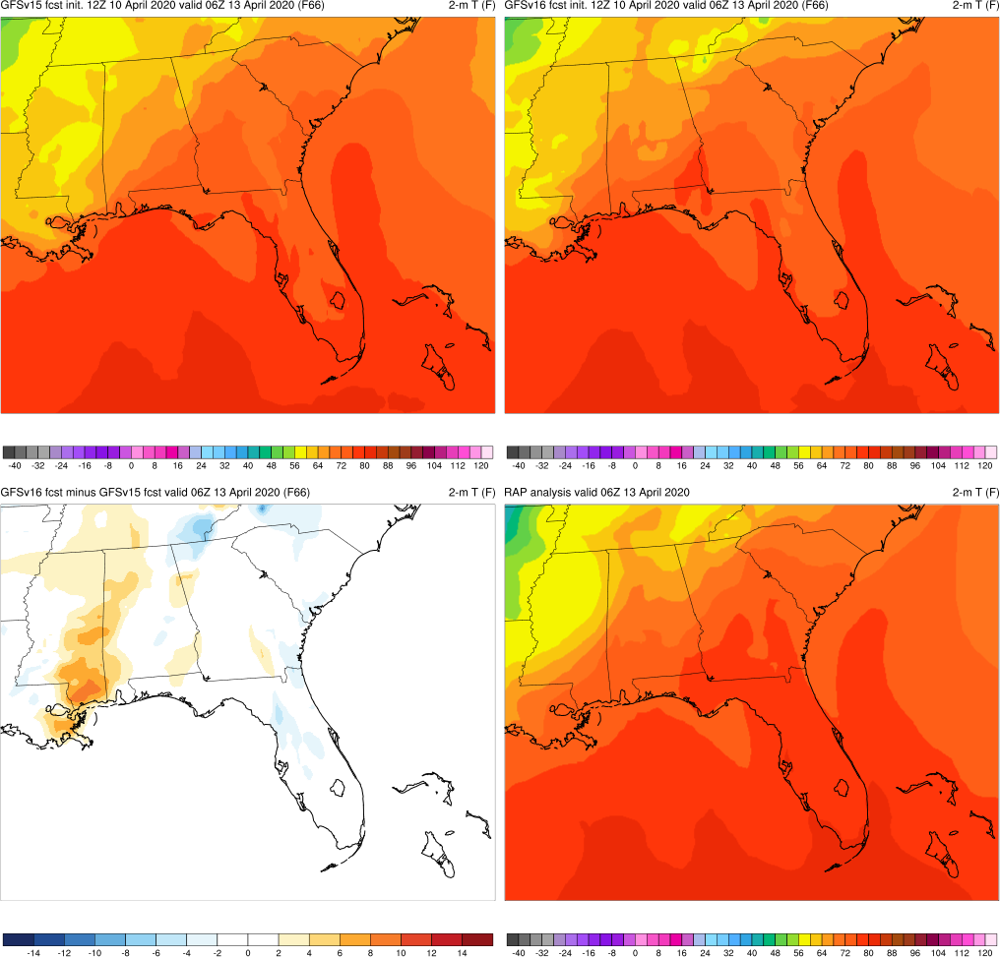 GFSv15 fcst init. 12Z 10 April 2020 valid 06Z 13 April 2020 (F66) 2-m T (F)
GFSv16 fcst init. 12Z 10 April 2020 valid 06Z 13 April 2020 (F66) 2-m T (F)
-40 -32 -24 -16 -8 0 8 16 24 32 40 48 56 64 72 80 88 96 104 112 120
-40 -32 -24 -16 -8 0 8 16 24 32 40 48 56 64 72 80 88 96 104 112 120
GFSv16 fcst minus GFSv15 fcst valid 06Z 13 April 2020 (F66) 2-m T (F)
RAP analysis valid 06Z 13 April 2020 2-m T (F)
-14 -12 -10 -8 -6 -4 -2 0 2 4 6 8 10 12 14
-40 -32 -24 -16 -8 0 8 16 24 32 40 48 56 64 72 80 88 96 104 112 120